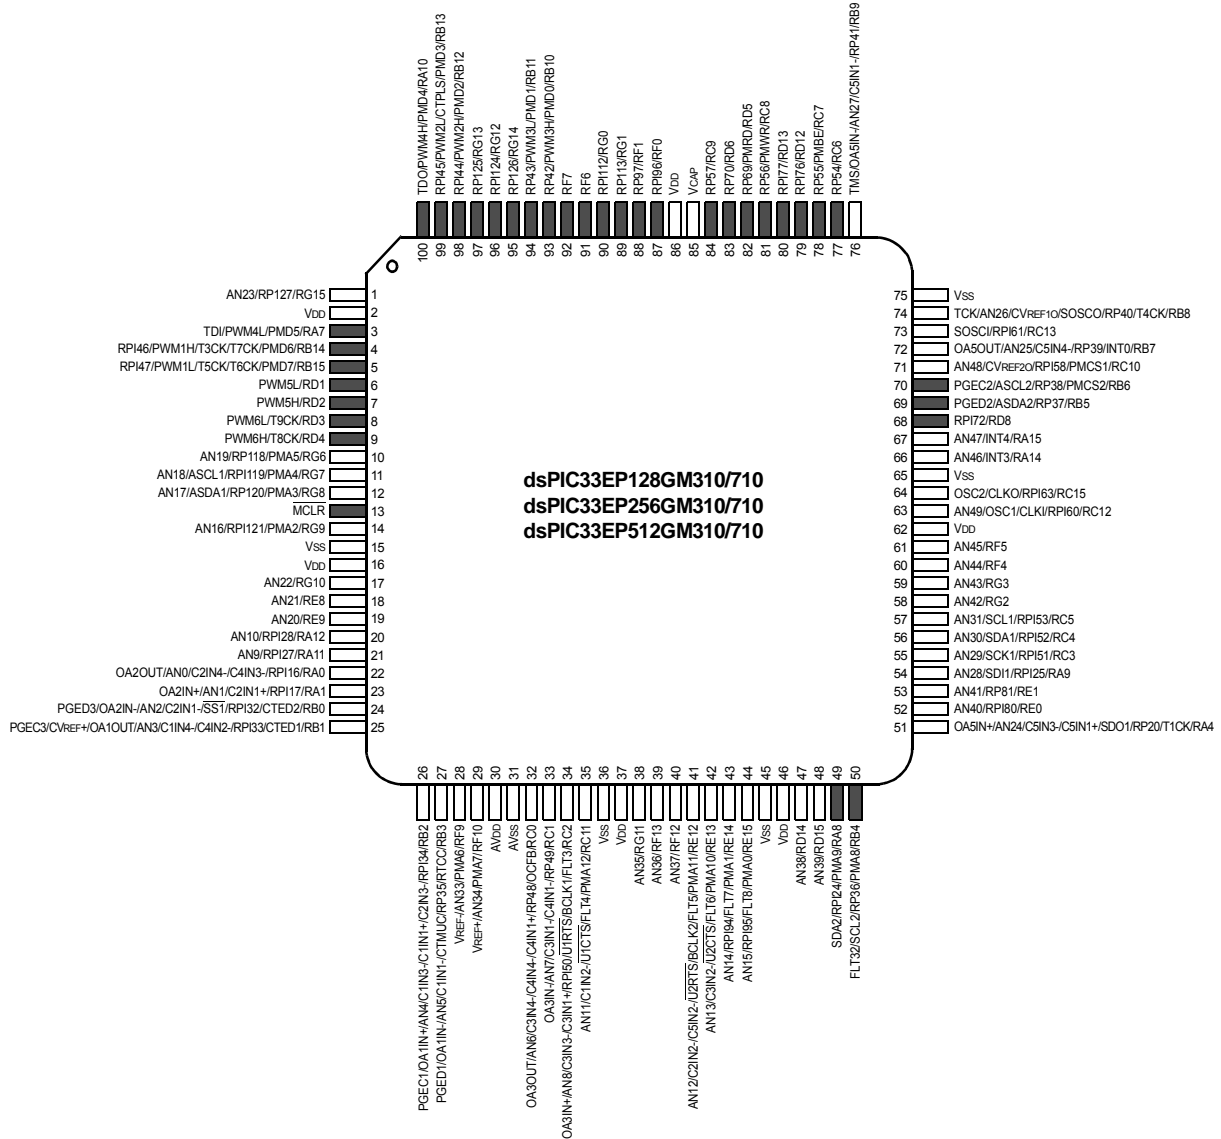 TDO/PWM4H/PMD4/RA10
RPI45/PWM2L/CTPLS/PMD3/RB13
RPI44/PWM2H/PMD2/RB12
RP125/RG13
RPI124/RG12
RP126/RG14
RP43/PWM3L/PMD1/RB11
RP42/PWM3H/PMD0/RB10
RF7
RF6
RPI112/RG0
RP113/RG1
RP97/RF1
RPI96/RF0
VDD
VCAP
RP57/RC9
RP70/RD6
RP69/PMRD/RD5
RP56/PMWR/RC8
RPI77/RD13
RPI76/RD12
RP55/PMBE/RC7
RP54/RC6
TMS/OA5IN-/AN27/C5IN1-/RP41/RB9
100 99 98 97 96 95 94 93 92 91 90 89 88 87 86 85 84 83 82 81 80 79 78 77 76
AN23/RP127/RG15 1
VDD 2
TDI/PWM4L/PMD5/RA7 3
RPI46/PWM1H/T3CK/T7CK/PMD6/RB14 4
RPI47/PWM1L/T5CK/T6CK/PMD7/RB15 5
PWM5L/RD1 6
PWM5H/RD2 7
PWM6L/T9CK/RD3 8
PWM6H/T8CK/RD4 9
AN19/RP118/PMA5/RG6 10
AN18/ASCL1/RPI119/PMA4/RG7 11
AN17/ASDA1/RP120/PMA3/RG8 12
MCLR 13
AN16/RPI121/PMA2/RG9 14
VSS 15
VDD 16
AN22/RG10 17
AN21/RE8 18
AN20/RE9 19
AN10/RPI28/RA12 20
AN9/RPI27/RA11 21
OA2OUT/AN0/C2IN4-/C4IN3-/RPI16/RA0 22
OA2IN+/AN1/C2IN1+/RPI17/RA1 23
PGED3/OA2IN-/AN2/C2IN1-/SS1/RPI32/CTED2/RB0 24
PGEC3/CVREF+/OA1OUT/AN3/C1IN4-/C4IN2-/RPI33/CTED1/RB1 25
dsPIC33EP128GM310/710
dsPIC33EP256GM310/710
dsPIC33EP512GM310/710
75 VSS
74 TCK/AN26/CVREF1O/SOSCO/RP40/T4CK/RB8
73 SOSCI/RPI61/RC13
72 OA5OUT/AN25/C5IN4-/RP39/INT0/RB7
71 AN48/CVREF2O/RPI58/PMCS1/RC10
70 PGEC2/ASCL2/RP38/PMCS2/RB6
69 PGED2/ASDA2/RP37/RB5
68 RPI72/RD8
67 AN47/INT4/RA15
66 AN46/INT3/RA14
65 VSS
64 OSC2/CLKO/RPI63/RC15
63 AN49/OSC1/CLKI/RPI60/RC12
62 VDD
61 AN45/RF5
60 AN44/RF4
59 AN43/RG3
58 AN42/RG2
57 AN31/SCL1/RPI53/RC5
56 AN30/SDA1/RPI52/RC4
55 AN29/SCK1/RPI51/RC3
54 AN28/SDI1/RPI25/RA9
53 AN41/RP81/RE1
52 AN40/RPI80/RE0
51 OA5IN+/AN24/C5IN3-/C5IN1+/SDO1/RP20/T1CK/RA4
26 27 28 29 30 31 32 33 34 35 36 37 38 39 40 41 42 43 44 45 46 47 48 49 50
PGEC1/OA1IN+/AN4/C1IN3-/C1IN1+/C2IN3-/RPI34/RB2
PGED1/OA1IN-/AN5/C1IN1-/CTMUC/RP35/RTCC/RB3
VREF-/AN33/PMA6/RF9
VREF+/AN34/PMA7/RF10
AVDD
AVSS
OA3OUT/AN6/C3IN4-/C4IN4-/C4IN1+/RP48/OCFB/RC0
OA3IN-/AN7/C3IN1-/C4IN1-/RP49/RC1
OA3IN+/AN8/C3IN3-/C3IN1+/RPI50/U1RTS/BCLK1/FLT3/RC2
AN11/C1IN2-/U1CTS/FLT4/PMA12/RC11
VSS
VDD
AN35/RG11
AN36/RF13
AN37/RF12
AN12/C2IN2-/C5IN2-/U2RTS/BCLK2/FLT5/PMA11/RE12
AN13/C3IN2-/U2CTS/FLT6/PMA10/RE13
AN14/RPI94/FLT7/PMA1/RE14
AN15/RPI95/FLT8/PMA0/RE15
VSS
VDD
AN38/RD14
AN39/RD15
SDA2/RPI24/PMA9/RA8
FLT32/SCL2/RP36/PMA8/RB4